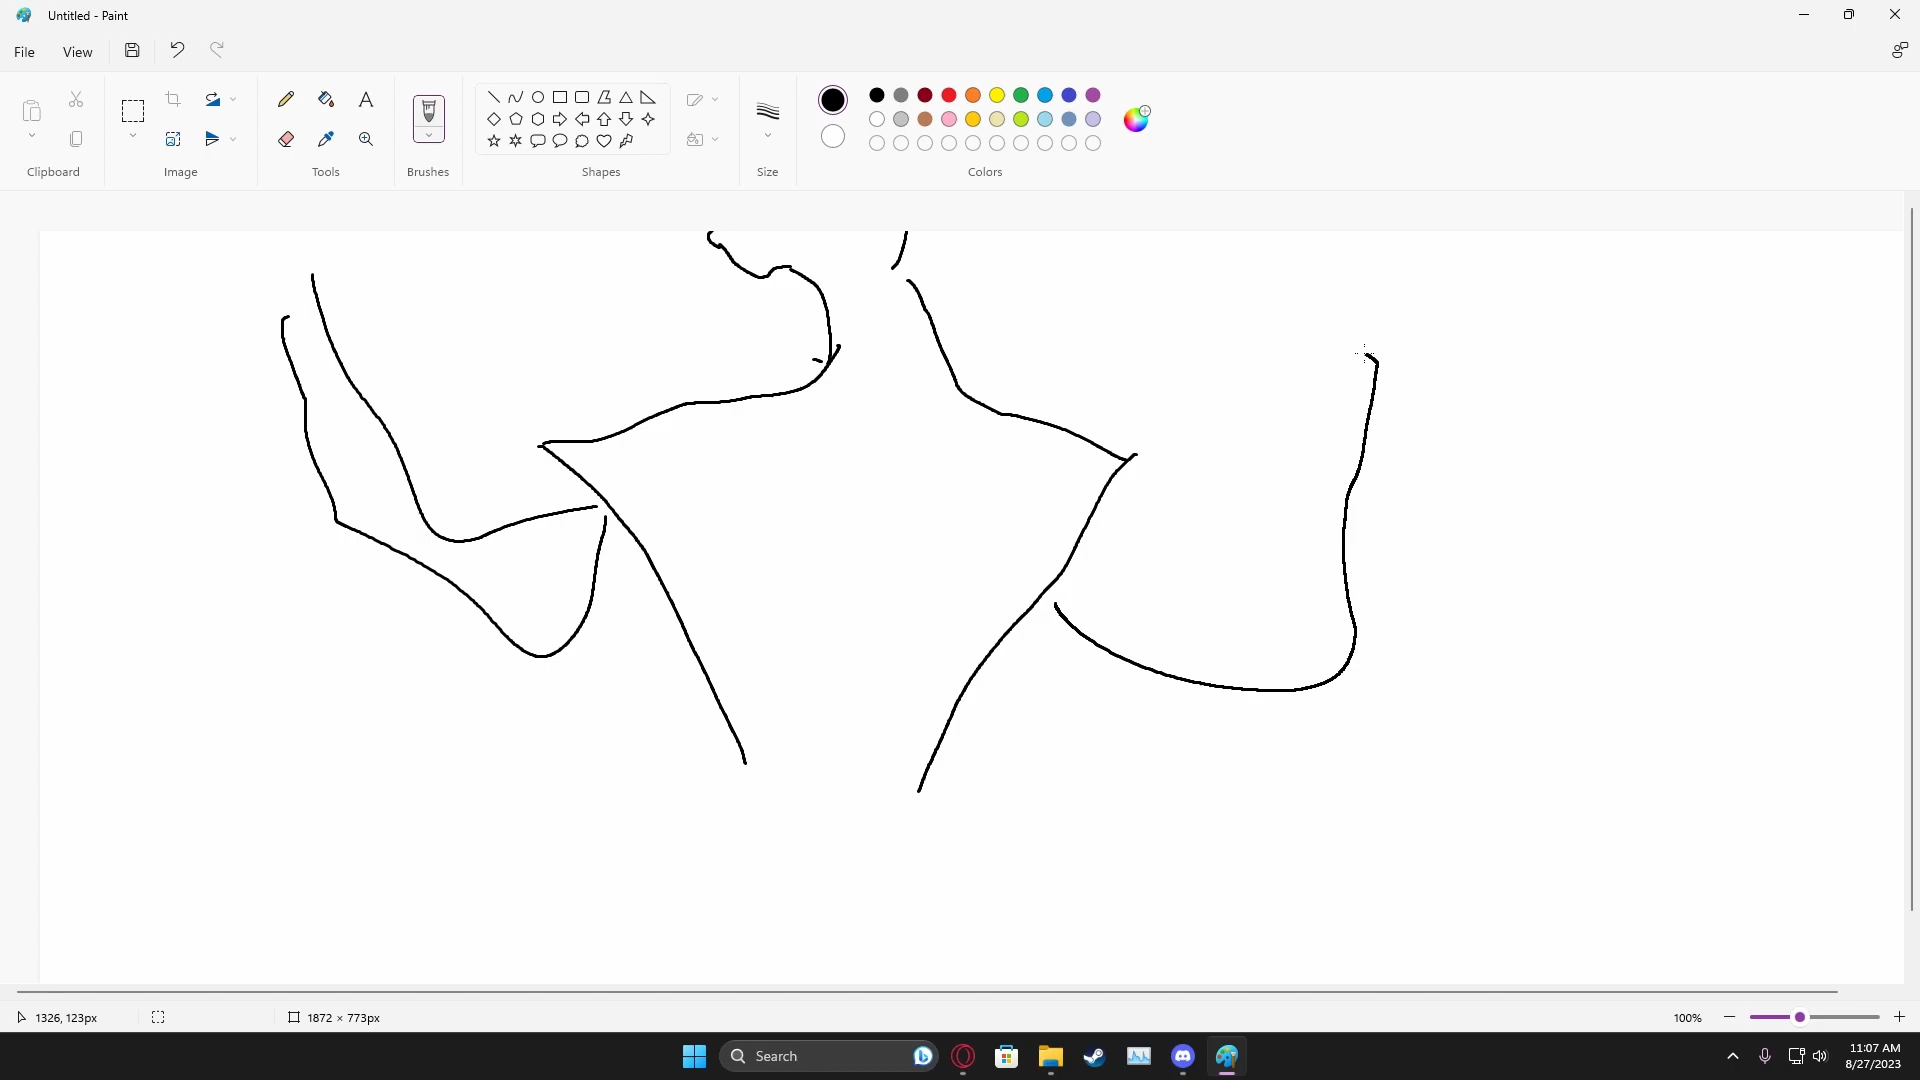 Untitled - Paint
File View
Clipboard Image Tools Brushes Shapes Size Colors
1326, 123px 1872 × 773px 100%
Search 11:07 AM
8/27/2023